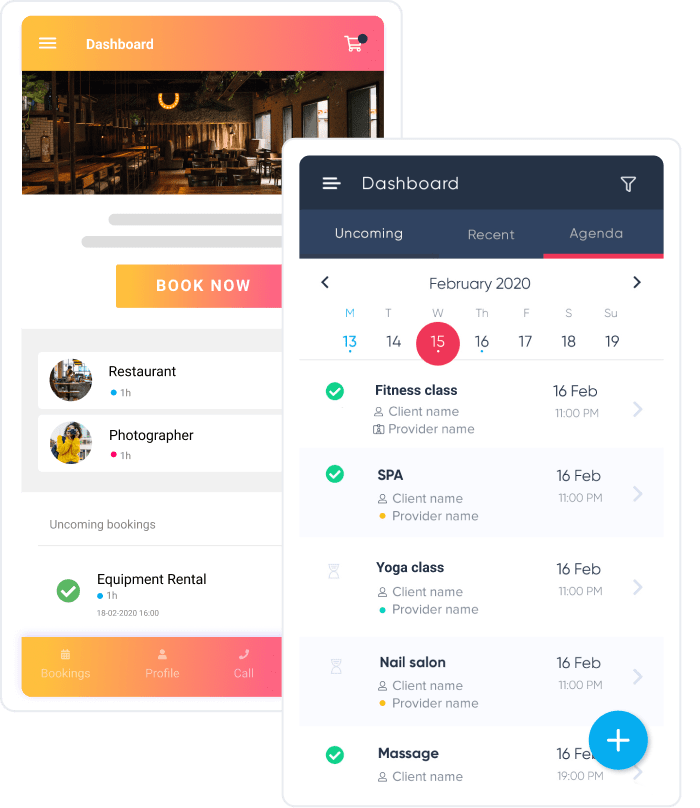 Dashboard
BOOK NOW
Restaurant
1h
Photographer
1h
Uncoming bookings
Equipment Rental
1h
18-02-2020 16:00
Bookings
Profile
Call
Dashboard
Uncoming
Recent
Agenda
February 2020
M T W Th F S Su
13 14 15 16 17 18 19
Fitness class
16 Feb
Client name
11:00 PM
Provider name
SPA
16 Feb
Client name
11:00 PM
Provider name
Yoga class
16 Feb
Client name
11:00 PM
Provider name
Nail salon
16 Feb
Client name
11:00 PM
Provider name
Massage
16 Fe
Client name
19:00 PM